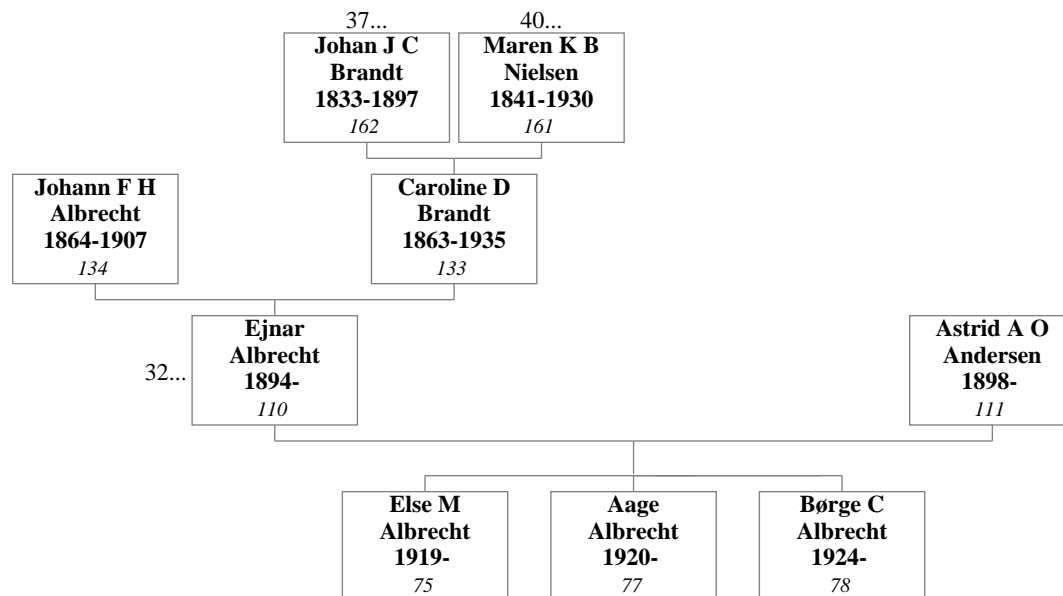 37...
Johan J C
Brandt
1833-1897
162
40...
Maren K B
Nielsen
1841-1930
161
Johann F H
Albrecht
1864-1907
134
Caroline D
Brandt
1863-1935
133
32...
Ejnar
Albrecht
1894-
110
Astrid A O
Andersen
1898-
111
Else M
Albrecht
1919-
75
Aage
Albrecht
1920-
77
Børge C
Albrecht
1924-
78